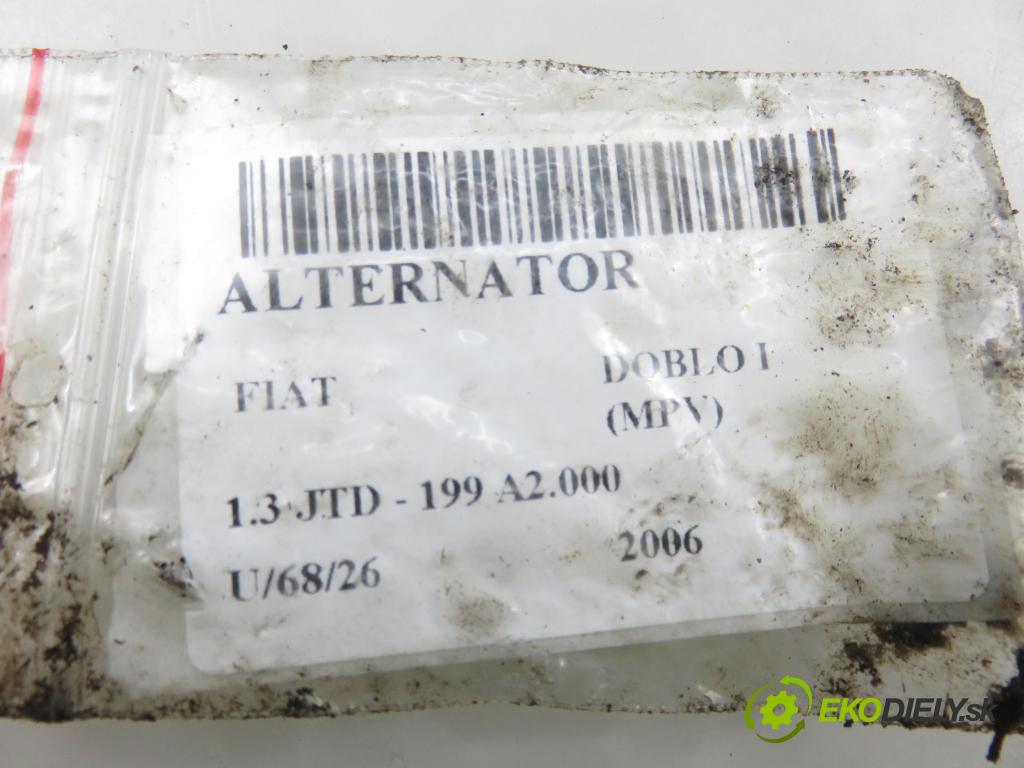 ALTERNATOR
FIAT
DOBLO I
(MPV)
1.3 JTD - 199 A2.000
U/68/26
2006
EKODIELY.sk